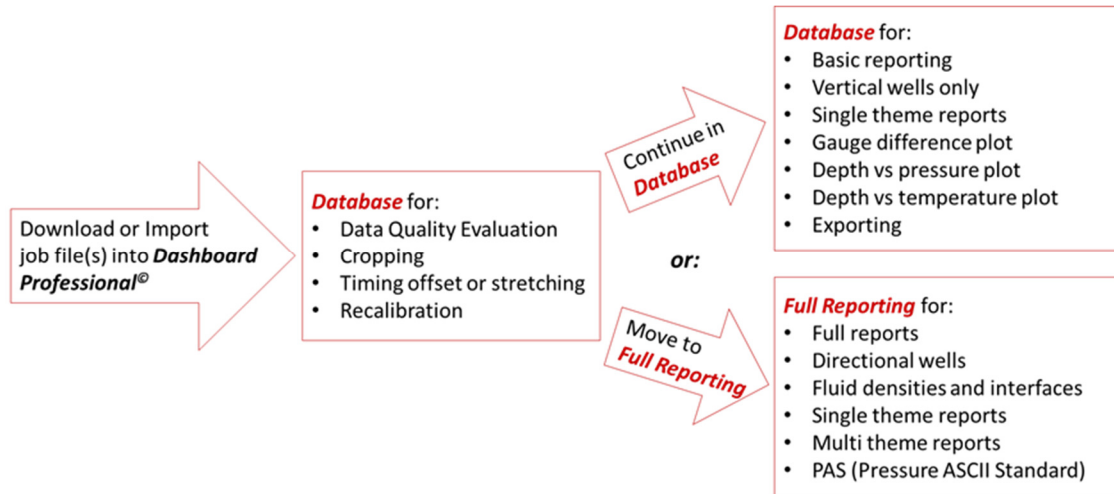 Download or Import
job file(s) into Dashboard
Professional©
Database for:
• Data Quality Evaluation
• Cropping
• Timing offset or stretching
• Recalibration
Continue in
Database
or:
Move to
Full Reporting
Database for:
• Basic reporting
• Vertical wells only
• Single theme reports
• Gauge difference plot
• Depth vs pressure plot
• Depth vs temperature plot
• Exporting
Full Reporting for:
• Full reports
• Directional wells
• Fluid densities and interfaces
• Single theme reports
• Multi theme reports
• PAS (Pressure ASCII Standard)